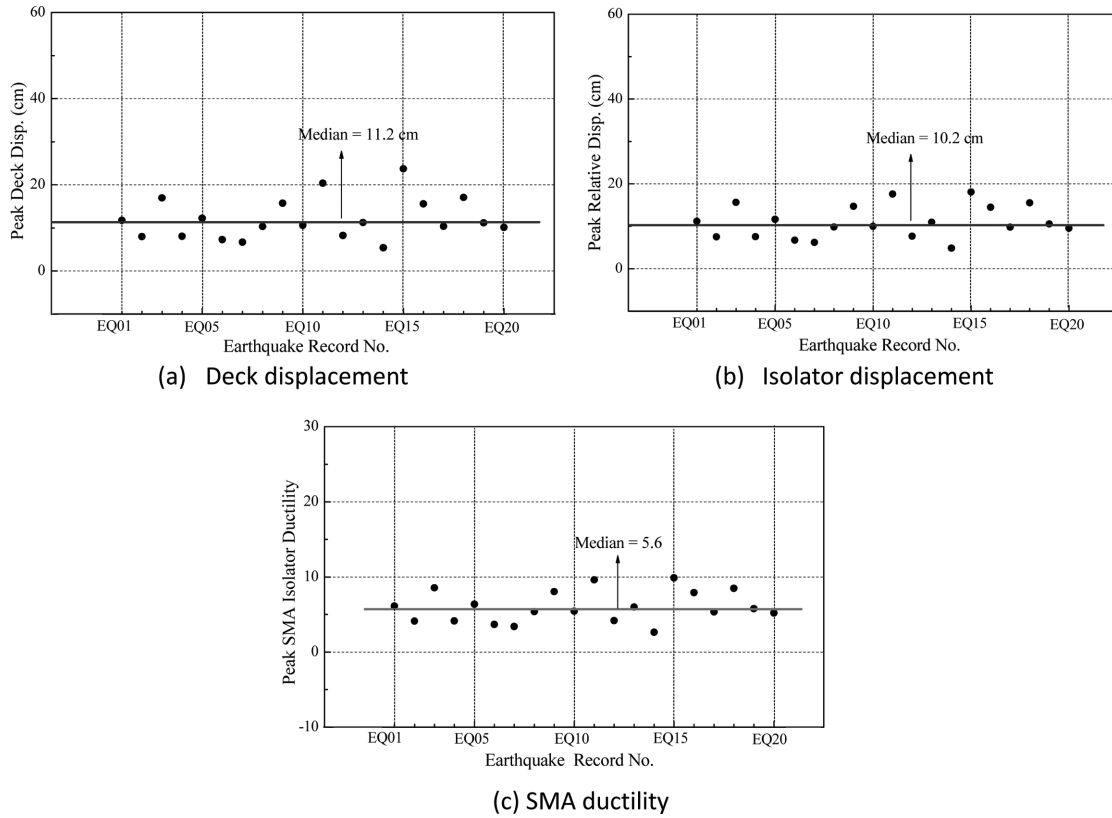 60
40
20
0
Peak Deck Disp. (cm)
Median = 11.2 cm
EQ01 EQ05 EQ10 EQ15 EQ20
Earthquake Record No.
(a) Deck displacement
60
40
20
0
Peak Relative Disp. (cm)
Median = 10.2 cm
EQ01 EQ05 EQ10 EQ15 EQ20
Earthquake Record No.
(b) Isolator displacement
30
20
10
0
-10
Peak SMA Isolator Ductility
Median = 5.6
EQ01 EQ05 EQ10 EQ15 EQ20
Earthquake Record No.
(c) SMA ductility